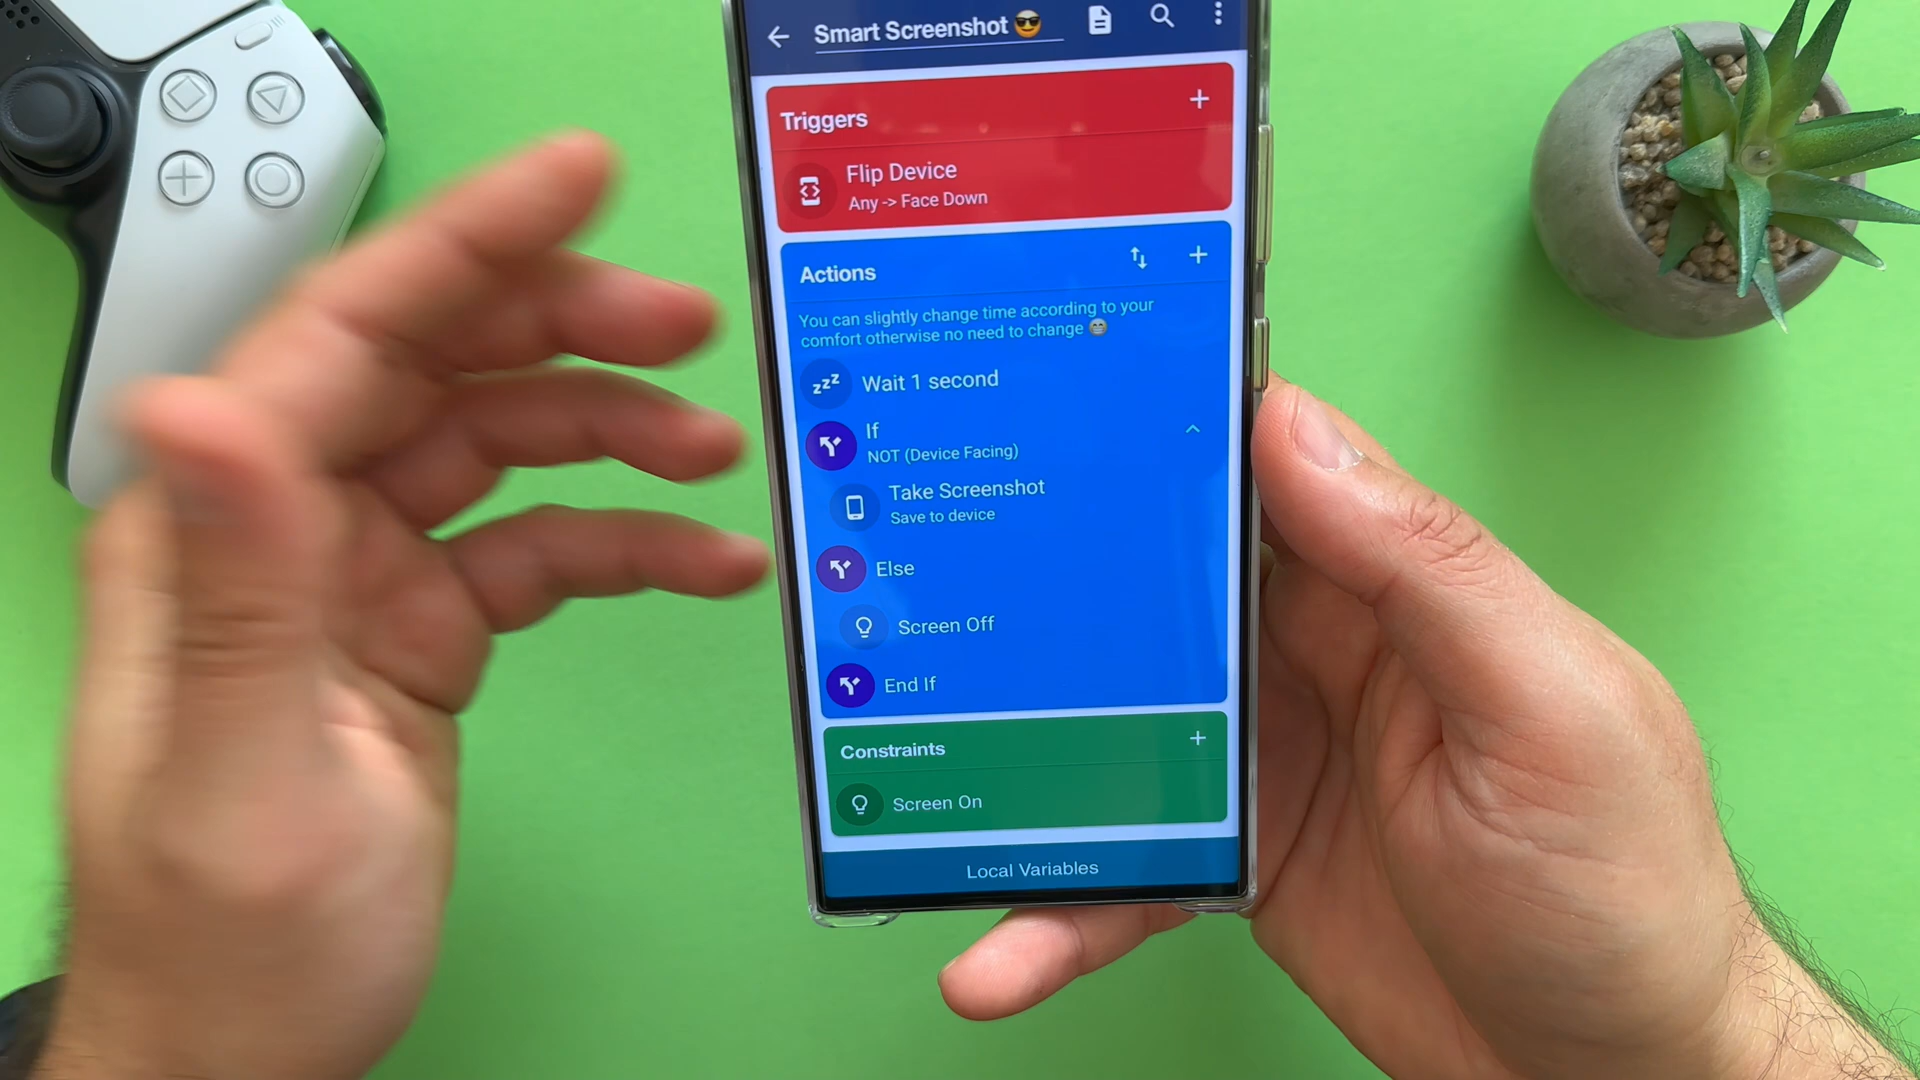 Smart Screenshot 😎
Triggers
Flip Device
Any -> Face Down
Actions
You can slightly change time according to your
comfort otherwise no need to change 😁
zzz
Wait 1 second
If
NOT (Device Facing)
Take Screenshot
Save to device
Else
Screen Off
End If
Constraints
Screen On
Local Variables